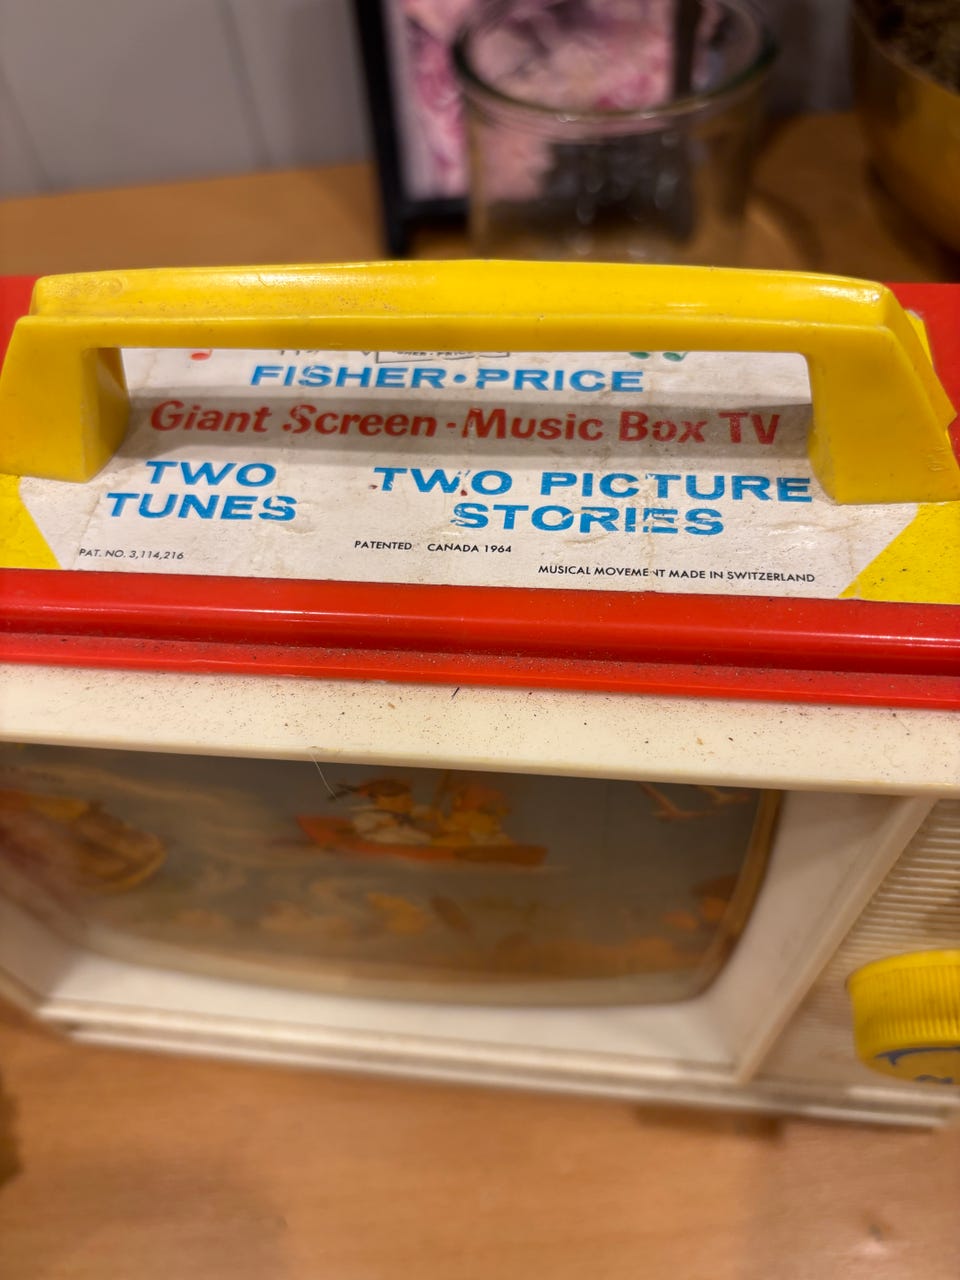 FISHER·PRICE
Giant Screen-Music Box TV
TWO
TUNES
TWO PICTURE
STORIES
PAT. NO. 3,114,216
PATENTED CANADA 1964
MUSICAL MOVEMENT MADE IN SWITZERLAND